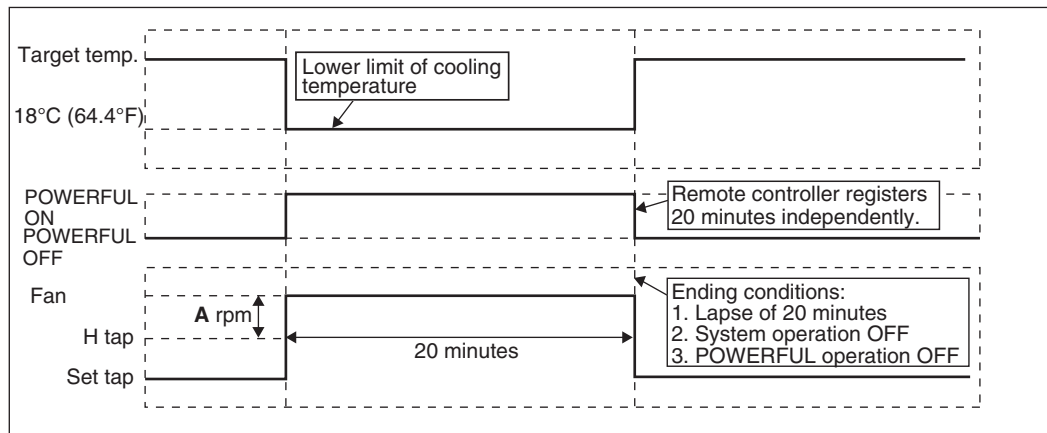 Target temp.
Lower limit of cooling
temperature
18°C (64.4°F)
POWERFUL
ON
POWERFUL
OFF
Remote controller registers
20 minutes independently.
Fan
A rpm
H tap
Set tap
20 minutes
Ending conditions:
1. Lapse of 20 minutes
2. System operation OFF
3. POWERFUL operation OFF